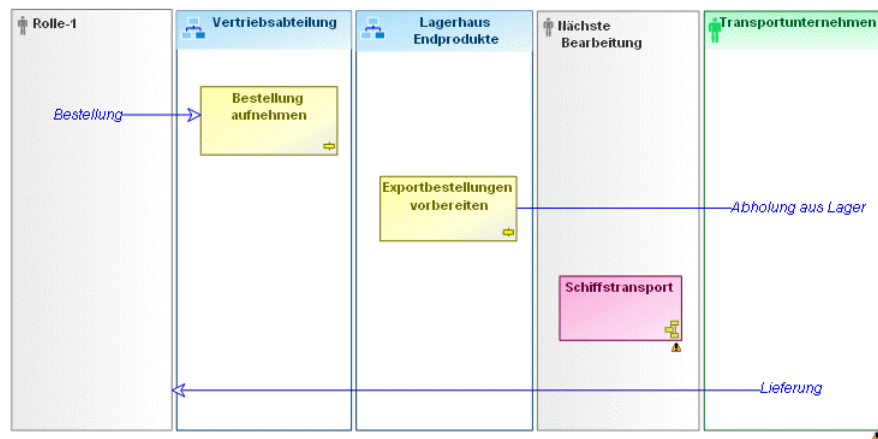 Rolle-1
Vertriebsabteilung
Lagerhaus
Endprodukte
Nächste
Bearbeitung
Transportunternehmen
Bestellung
Bestellung
aufnehmen
Exportbestellungen
vorbereiten
Abholung aus Lager
Schiffstransport
Lieferung